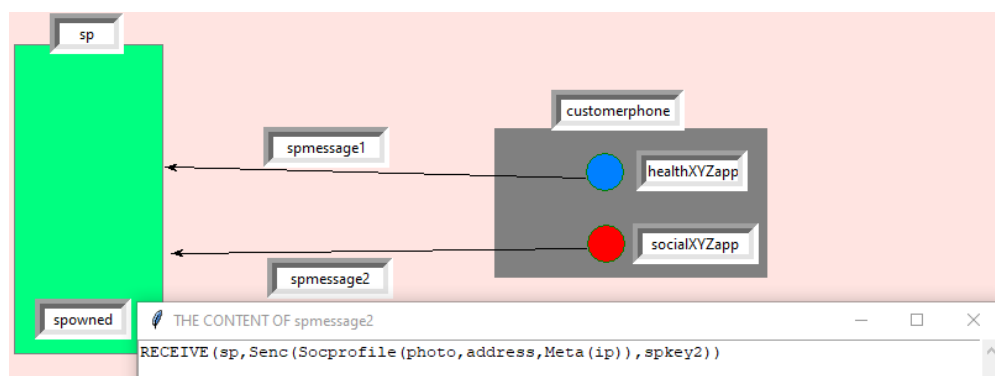 sp
customerphone
spmessage1
healthXYZapp
socialXYZapp
spmessage2
spowned
THE CONTENT OF spmessage2
RECEIVE(sp,Senc(Socprofile(photo,address,Meta(ip)),spkey2))